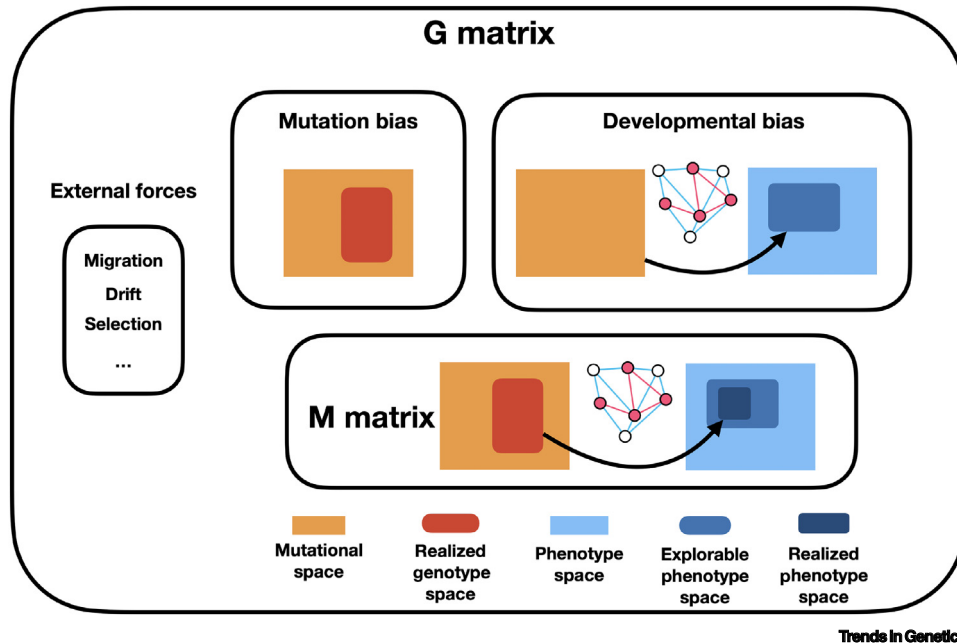 G matrix
Mutation bias
Developmental bias
External forces
Migration
Drift
Selection
...
M matrix
Mutational
space
Realized
genotype
space
Phenotype
space
Explorable
phenotype
space
Realized
phenotype
space
Trends in Genetic